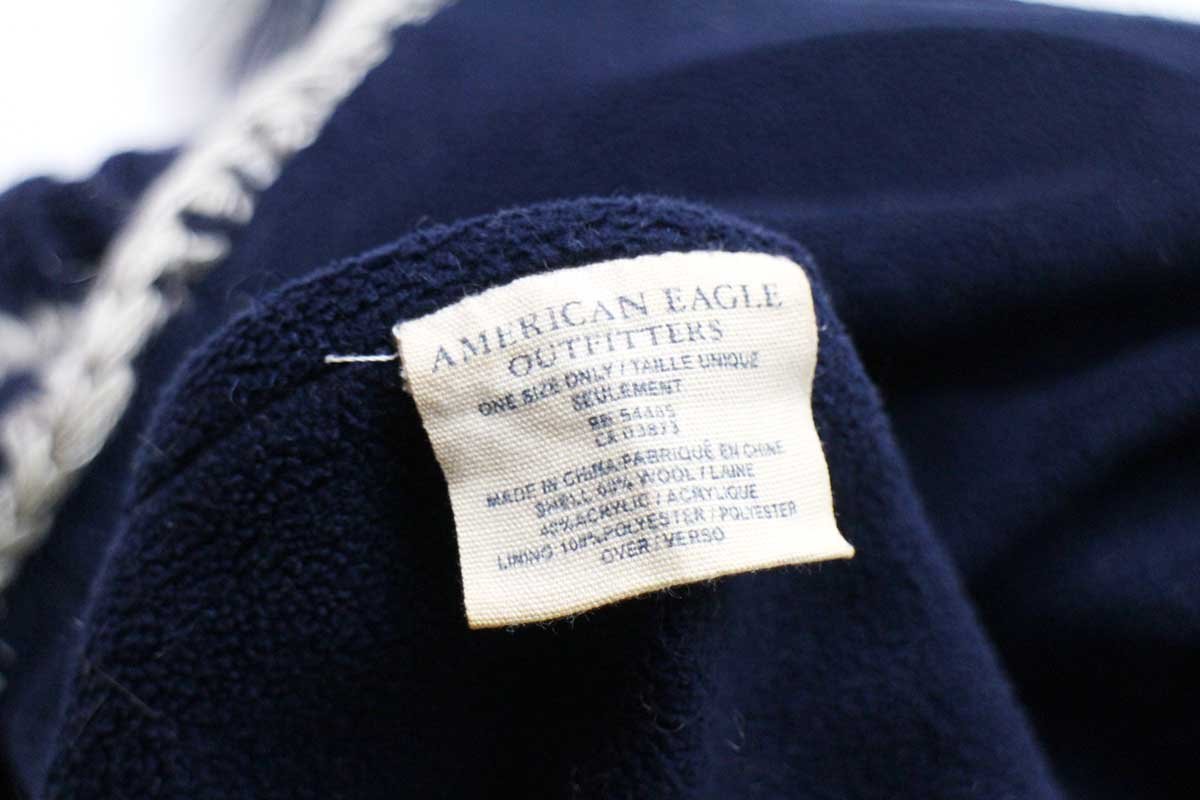 AMERICAN EAGLE
OUTFITTERS
ONE SIZE ONLY / TAILLE UNIQUE
SEULEMENT
54485
CA 03873
MADE IN CHINA / FABRIQUÉ EN CHINE
SHELL 60% WOOL / LAINE
40% ACRYLIC / ACRYLIQUE
LINING 100% POLYESTER / POLYESTER
OVER / VERSO